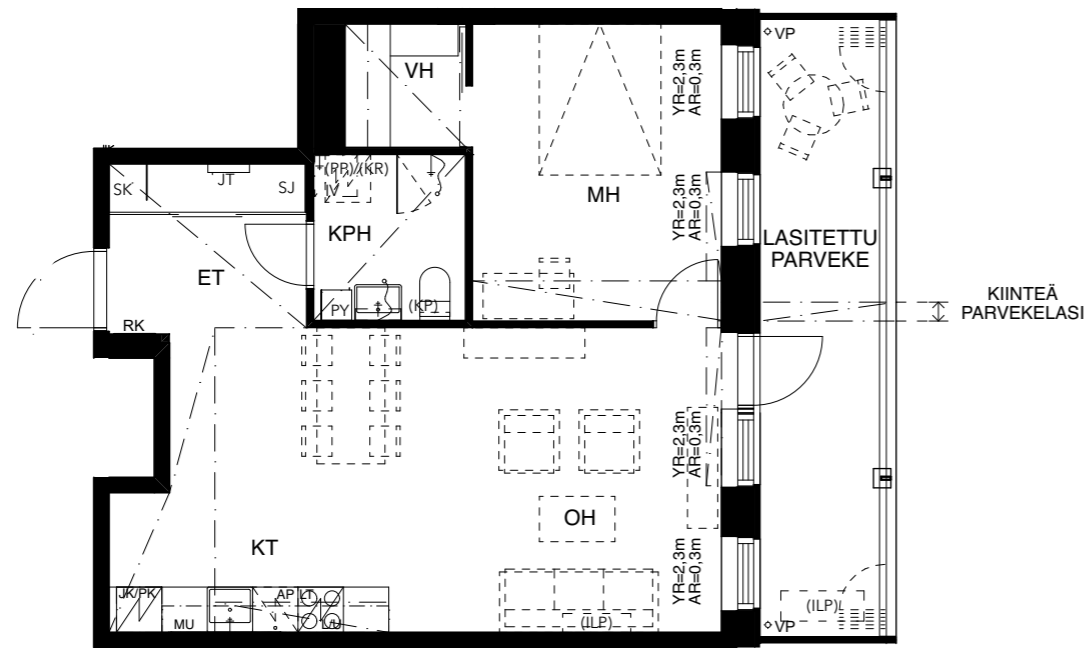 VP
VH
YR=2,3m
AR=0,3m
(PP)/(KR)
SK
JT
SJ
MH
YR=2,3m
AR=0,3m
KPH
LASITETTU
PARVEKE
ET
PY
(KP)
KIINTEÄ
PARVEKELASI
RK
YR=2,3m
AR=0,3m
OH
KT
YR=2,3m
AR=0,3m
JK/PK
AP LT
MU
(ILP)
(ILP)
VP